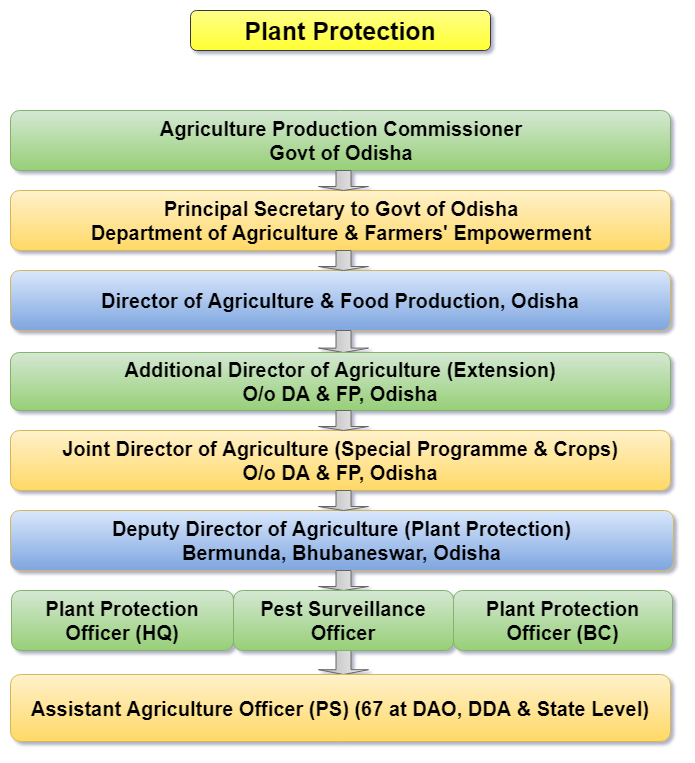 Plant Protection
Agriculture Production Commissioner
Govt of Odisha
Principal Secretary to Govt of Odisha
Department of Agriculture & Farmers' Empowerment
Director of Agriculture & Food Production, Odisha
Additional Director of Agriculture (Extension)
O/o DA & FP, Odisha
Joint Director of Agriculture (Special Programme & Crops)
O/o DA & FP, Odisha
Deputy Director of Agriculture (Plant Protection)
Bermunda, Bhubaneswar, Odisha
Plant Protection
Officer (HQ)
Pest Surveillance
Officer
Plant Protection
Officer (BC)
Assistant Agriculture Officer (PS) (67 at DAO, DDA & State Level)